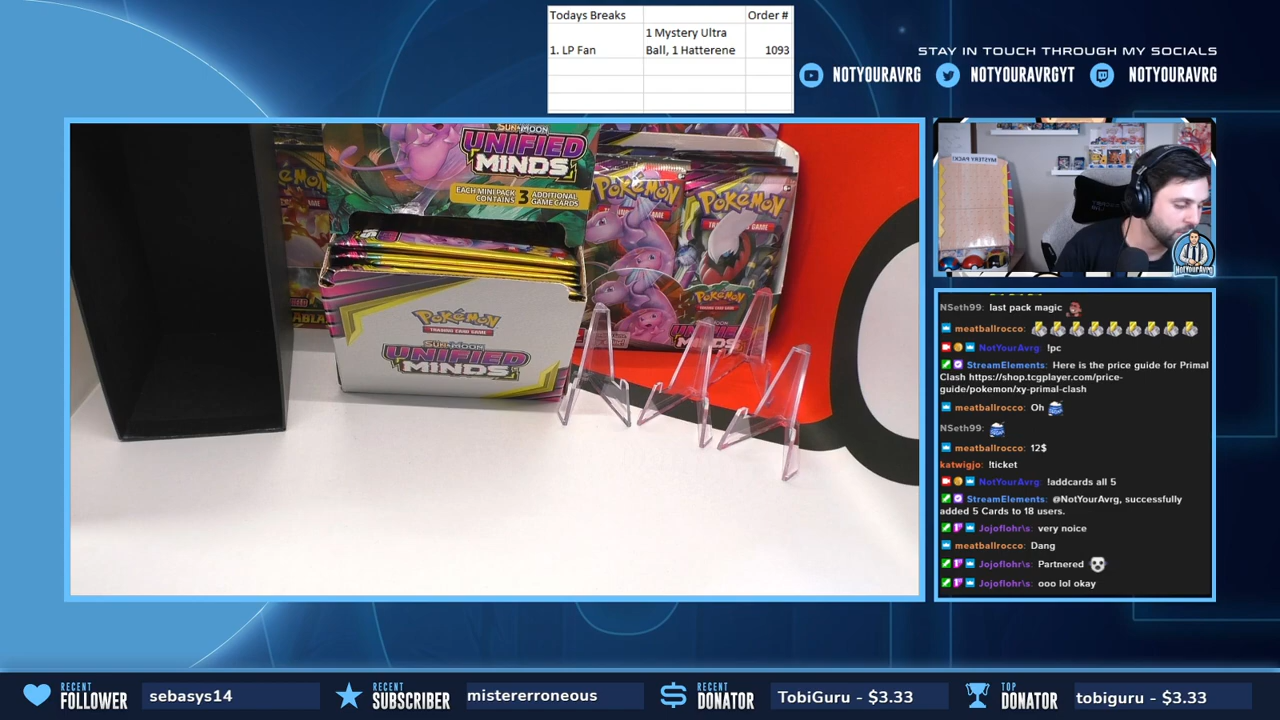 Todays Breaks
Order #
1 Mystery Ultra
1. LP Fan
Ball, 1 Hatterene
1093
STAY IN TOUCH THROUGH MY SOCIALS
NOTYOURAVRG
NOTYOURAVRGYT
NOTYOURAVRG
SUN & MOON
UNIFIED
MINDS
EACH MINI PACK
CONTAINS 3 ADDITIONAL
GAME CARDS
Pokémon
Pokémon
Pokémon
TRADING CARD GAME
SUN & MOON
UNIFIED
MINDS
Pokémon
MYSTERY PACK!
NotYourAvrg
NSeth99: last pack magic
meatballrocco:
NotYourAvrg: !pc
StreamElements: Here is the price guide for Primal
Clash https://shop.tcgplayer.com/price-
guide/pokemon/xy-primal-clash
meatballrocco: Oh
NSeth99:
meatballrocco: 12$
katwigjo: !ticket
NotYourAvrg: !addcards all 5
StreamElements: @NotYourAvrg, successfully
added 5 Cards to 18 users.
Jojoflohr\s: very noice
meatballrocco: Dang
Jojoflohr\s: Partnered
Jojoflohr\s: ooo lol okay
RECENT
FOLLOWER
sebasys14
RECENT
SUBSCRIBER
mistererroneous
RECENT
DONATOR
TobiGuru - $3.33
TOP
DONATOR
tobiguru - $3.33